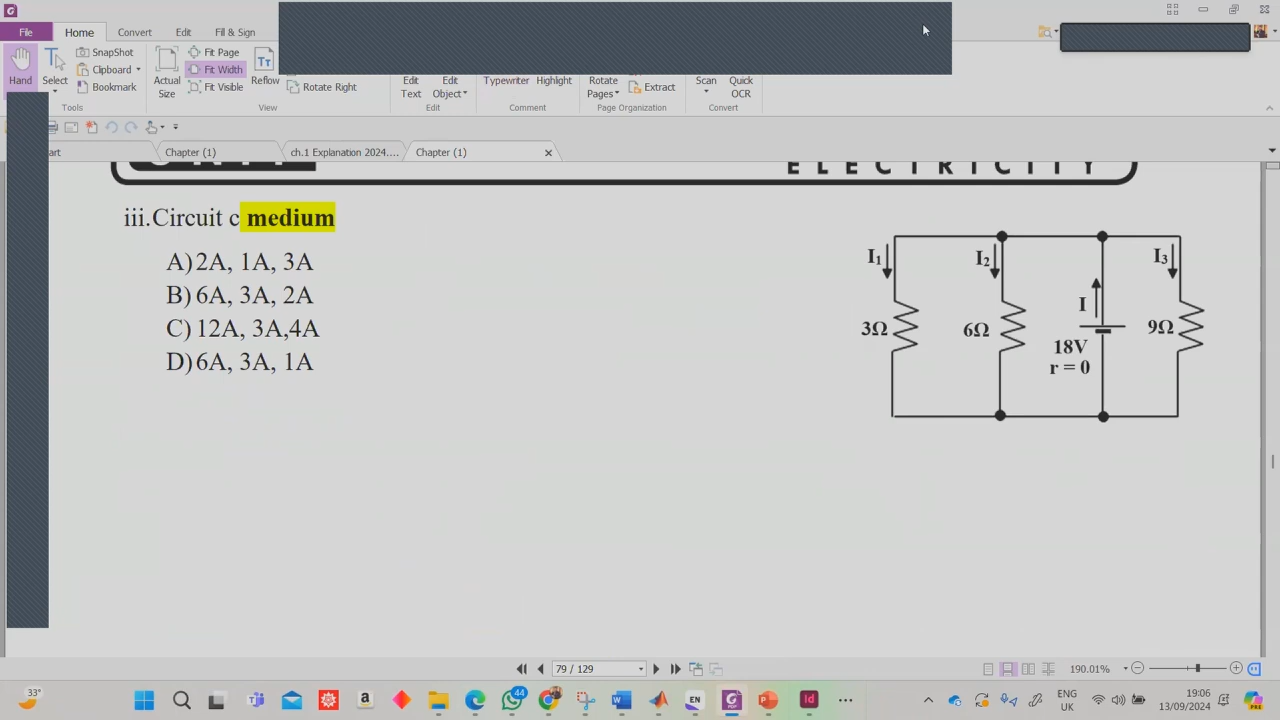 File
Home
Convert
Edit
Fill & Sign
Hand
Select
SnapShot
Clipboard
Bookmark
Tools
Actual Size
Fit Page
Fit Width
Fit Visible
Reflow
Rotate Right
View
Edit Text
Edit Object
Edit
Typewriter
Highlight
Comment
Rotate Pages
Extract
Page Organization
Scan
Quick OCR
Convert
Chapter (1)
ch.1 Explanation 2024....
Chapter (1)
ELECTRICITY
iii.Circuit c medium
A) 2A, 1A, 3A
B) 6A, 3A, 2A
C) 12A, 3A,4A
D) 6A, 3A, 1A
I₁
I₂
I₃
I
3Ω
6Ω
9Ω
18V
r = 0
79 / 129
190.01%
33°
44
EN
ENG
UK
19:06
13/09/2024